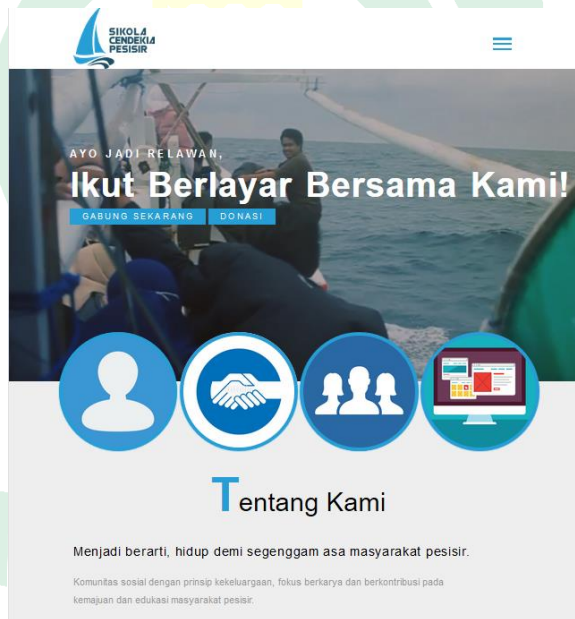 SIKOLA
CENDEKIA
PESISIR
AYO JADI RELAWAN,
Ikut Berlayar Bersama Kami!
GABUNG SEKARANG DONASI
Tentang Kami
Menjadi berarti, hidup demi segenggam asa masyarakat pesisir.
Komunitas sosial dengan prinsip kekeluargaan, fokus berkarya dan berkontribusi pada
kemajuan dan edukasi masyarakat pesisir.